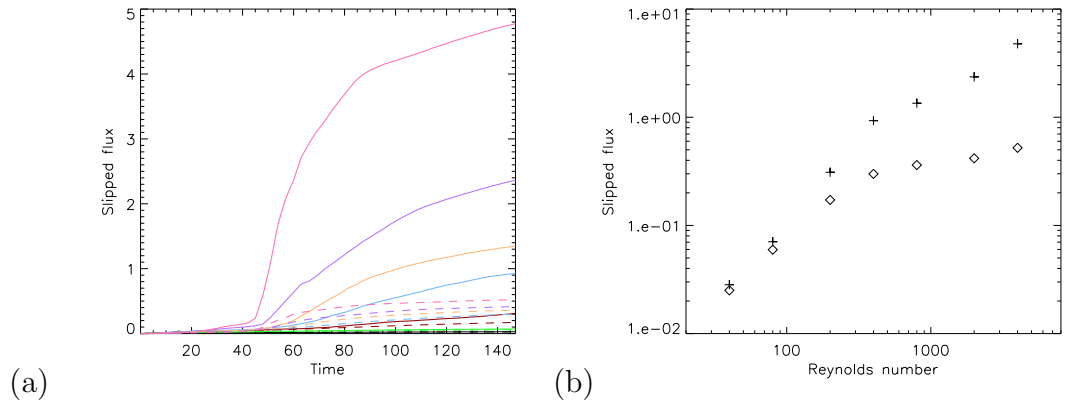 5
4
3
2
1
0
Slipped flux
20 40 60 80 100 120 140
Time
(a)
1.e+01
1.e+00
1.e-01
1.e-02
Slipped flux
100 1000
Reynolds number
(b)